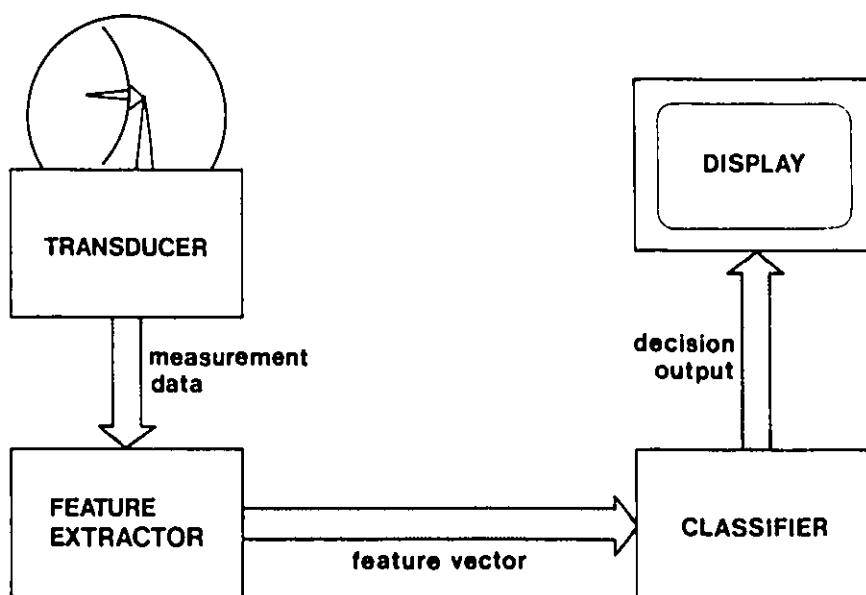 TRANSDUCER
measurement
data
FEATURE
EXTRACTOR
feature vector
CLASSIFIER
decision
output
DISPLAY